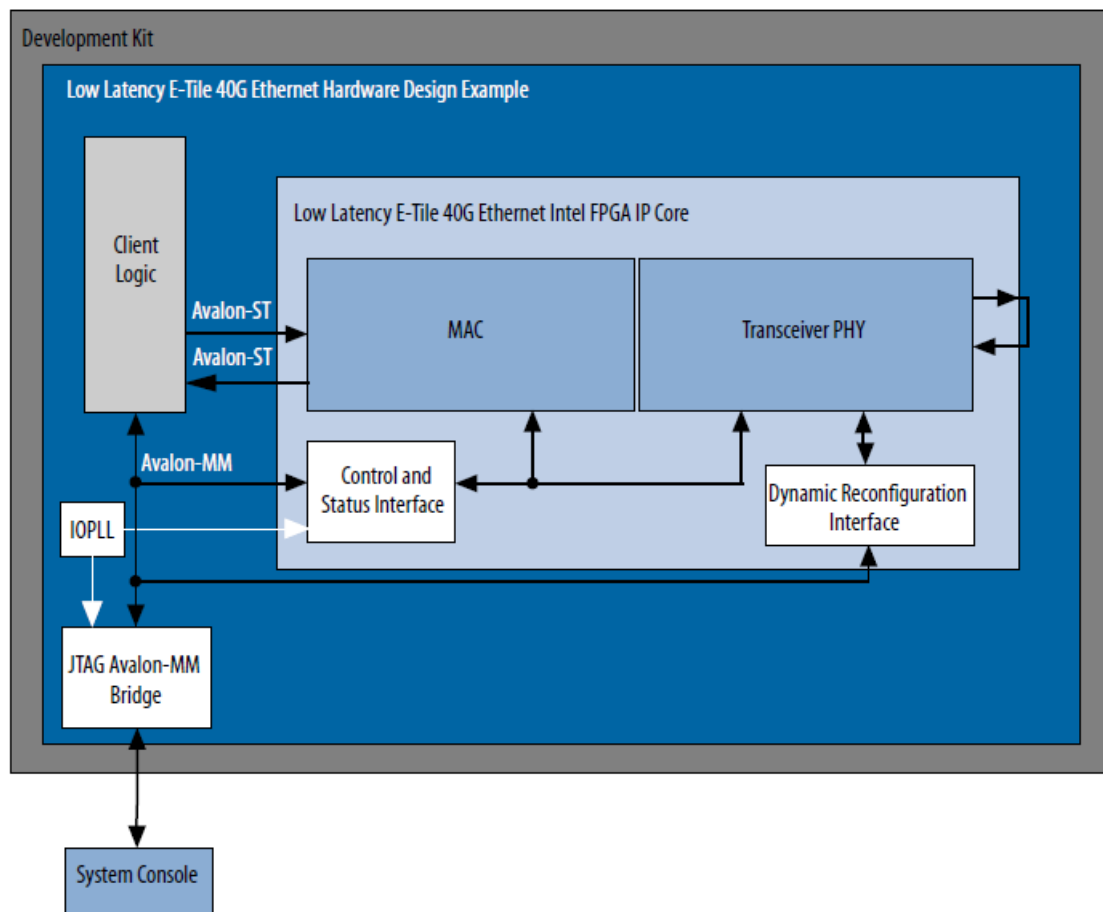 Development Kit
Low Latency E-Tile 40G Ethernet Hardware Design Example
Client
Logic
Low Latency E-Tile 40G Ethernet Intel FPGA IP Core
Avalon-ST
MAC
Transceiver PHY
Avalon-ST
Avalon-MM
Control and
Status Interface
Dynamic Reconfiguration
Interface
IOPLL
JTAG Avalon-MM
Bridge
System Console